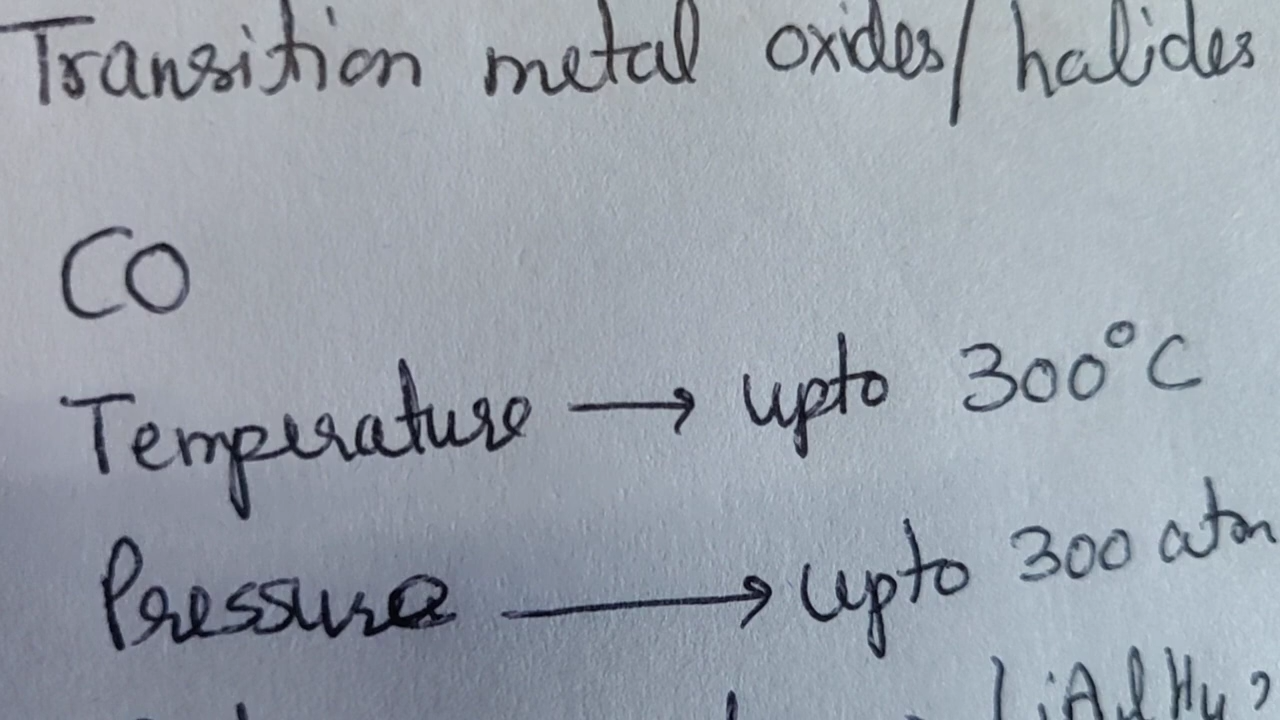 Transition metal oxides/halides
CO
Temperature → upto 300°C
Pressure → upto 300 atm
LiAlH4,